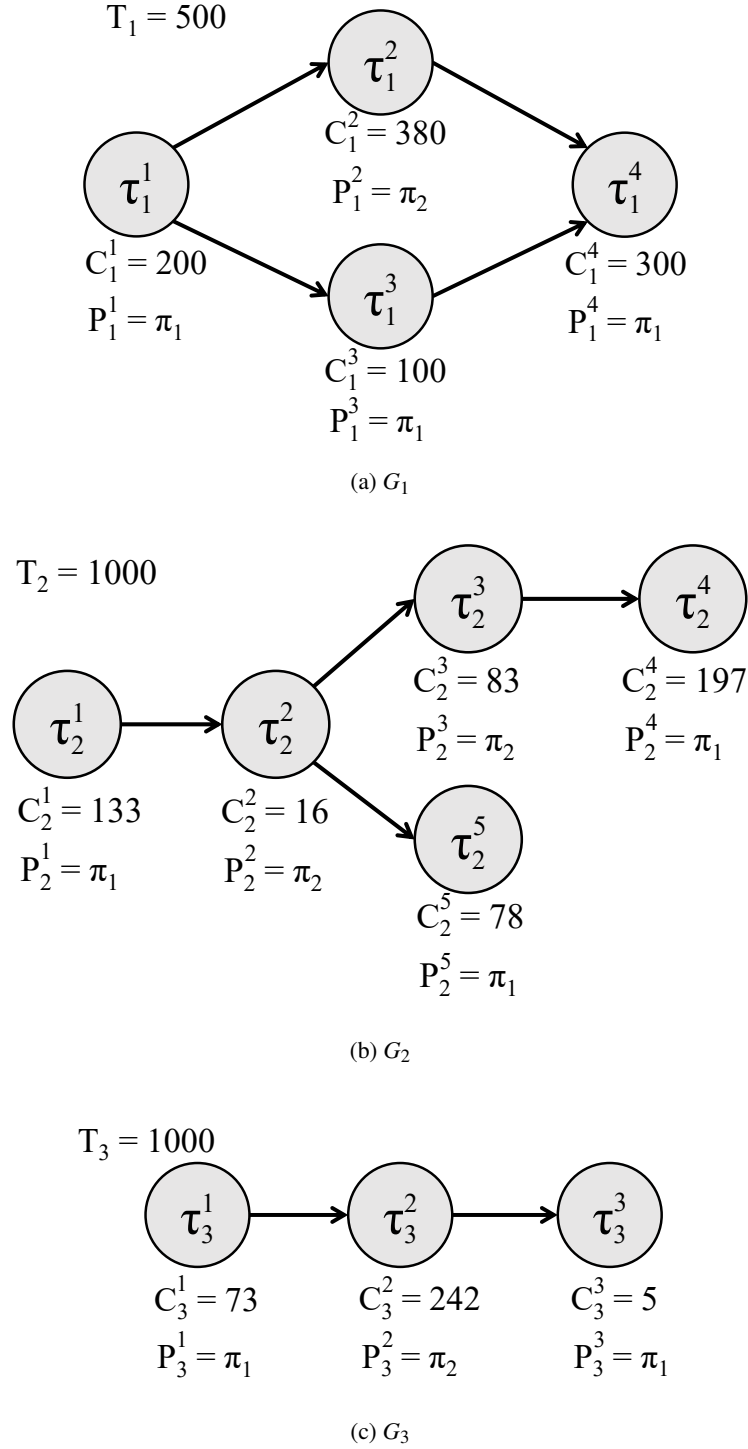 T₁ = 500
τ₁²
C₁² = 380
P₁² = π₂
τ₁¹
C₁¹ = 200
P₁¹ = π₁
τ₁⁴
C₁⁴ = 300
P₁⁴ = π₁
τ₁³
C₁³ = 100
P₁³ = π₁
(a) G₁
T₂ = 1000
τ₂³
C₂³ = 83
P₂³ = π₂
τ₂⁴
C₂⁴ = 197
P₂⁴ = π₁
τ₂¹
C₂¹ = 133
P₂¹ = π₁
τ₂²
C₂² = 16
P₂² = π₂
τ₂⁵
C₂⁵ = 78
P₂⁵ = π₁
(b) G₂
T₃ = 1000
τ₃¹
τ₃²
τ₃³
C₃¹ = 73
C₃² = 242
C₃³ = 5
P₃¹ = π₁
P₃² = π₂
P₃³ = π₁
(c) G₃